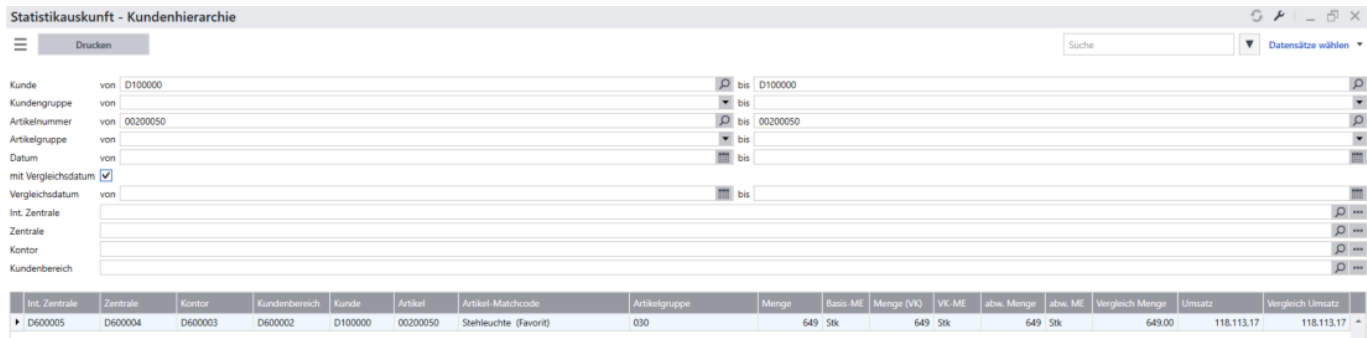 Statistikauskunft - Kundenhierarchie
Drucken Suche Datensätze wählen
Kunde von D100000 bis D100000
Kundengruppe von bis
Artikelnummer von 00200050 bis 00200050
Artikelgruppe von bis
Datum von bis
mit Vergleichsdatum
Vergleichsdatum von bis
Int. Zentrale
Zentrale
Kontor
Kundenbereich
Int. Zentrale Zentrale Kontor Kundenbereich Kunde Artikel Artikel-Matchcode Artikelgruppe Menge Basis-ME Menge (VK) VK-ME abw. Menge abw. ME Vergleich Menge Umsatz Vergleich Umsatz
D600005 D600004 D600003 D600002 D100000 00200050 Stehleuchte (Favorit) 030 649 Stk 649 Stk 649 Stk 649.00 118.113,17 118.113,17